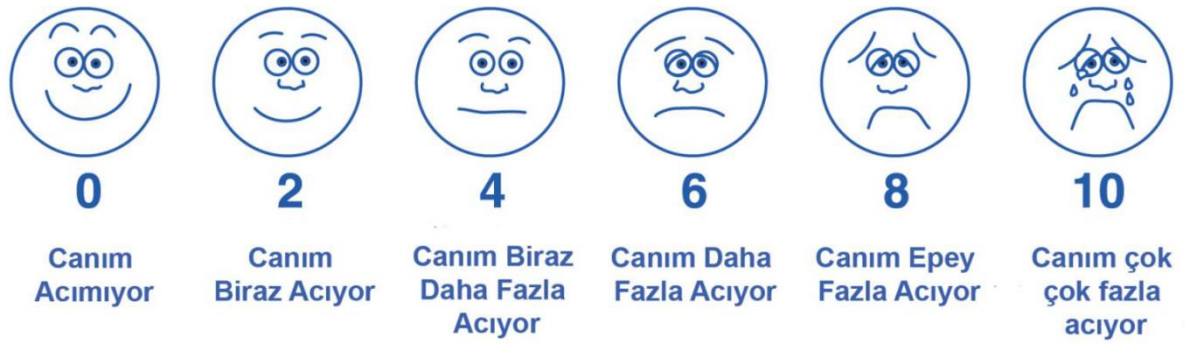 0
Canım
Acımıyor
2
Canım
Biraz Acıyor
4
Canım Biraz
Daha Fazla
Acıyor
6
Canım Daha
Fazla Acıyor
8
Canım Epey
Fazla Acıyor
10
Canım çok
çok fazla
acıyor